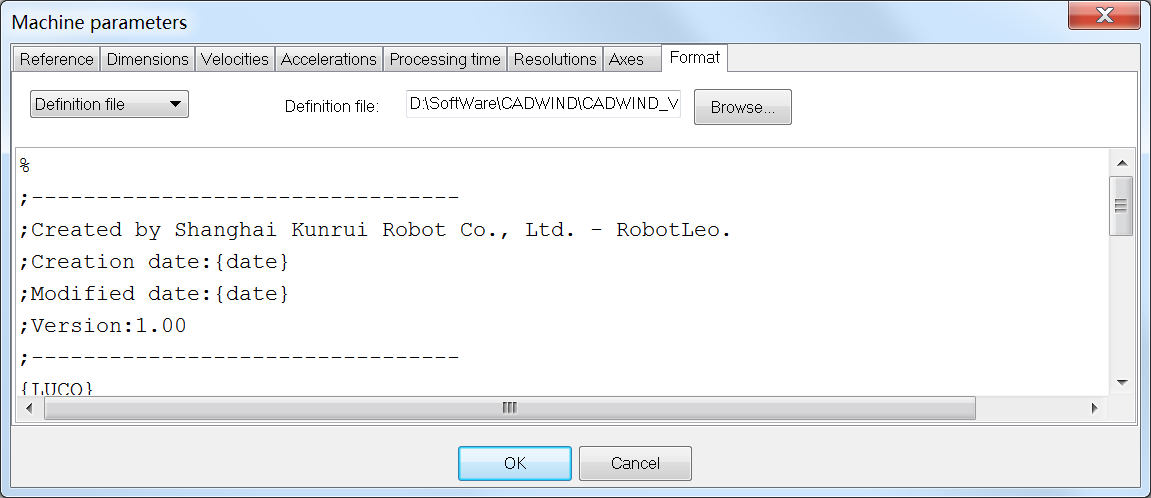 Machine parameters
Reference Dimensions Velocities Accelerations Processing time Resolutions Axes Format
Definition file Definition file: D:\SoftWare\CADWIND\CADWIND_V Browse...
%
;---------------------------------
;Created by Shanghai Kunrui Robot Co., Ltd. - RobotLeo.
;Creation date:{date}
;Modified date:{date}
;Version:1.00
;---------------------------------
{LUCO}
OK Cancel